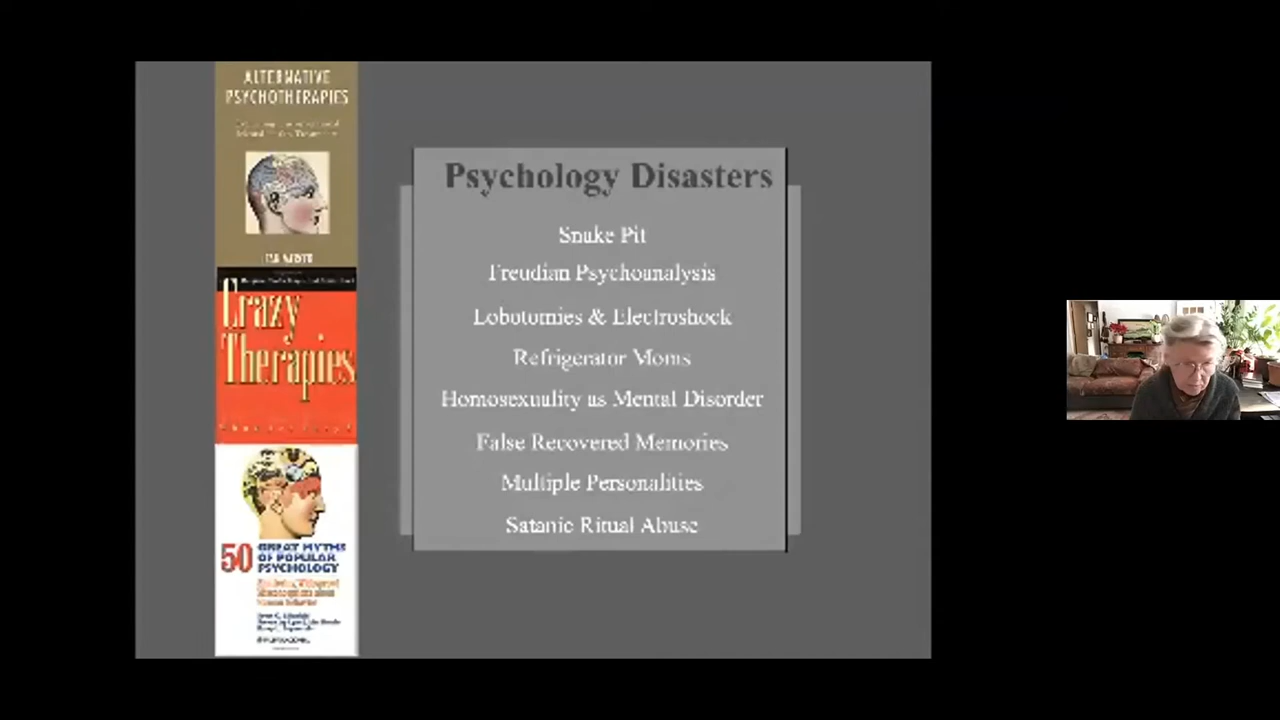 ALTERNATIVE
PSYCHOTHERAPIES
Crazy
Therapies
50 GREAT MYTHS
OF POPULAR
PSYCHOLOGY
Psychology Disasters
Snake Pit
Freudian Psychoanalysis
Lobotomies & Electroshock
Refrigerator Moms
Homosexuality as Mental Disorder
False Recovered Memories
Multiple Personalities
Satanic Ritual Abuse